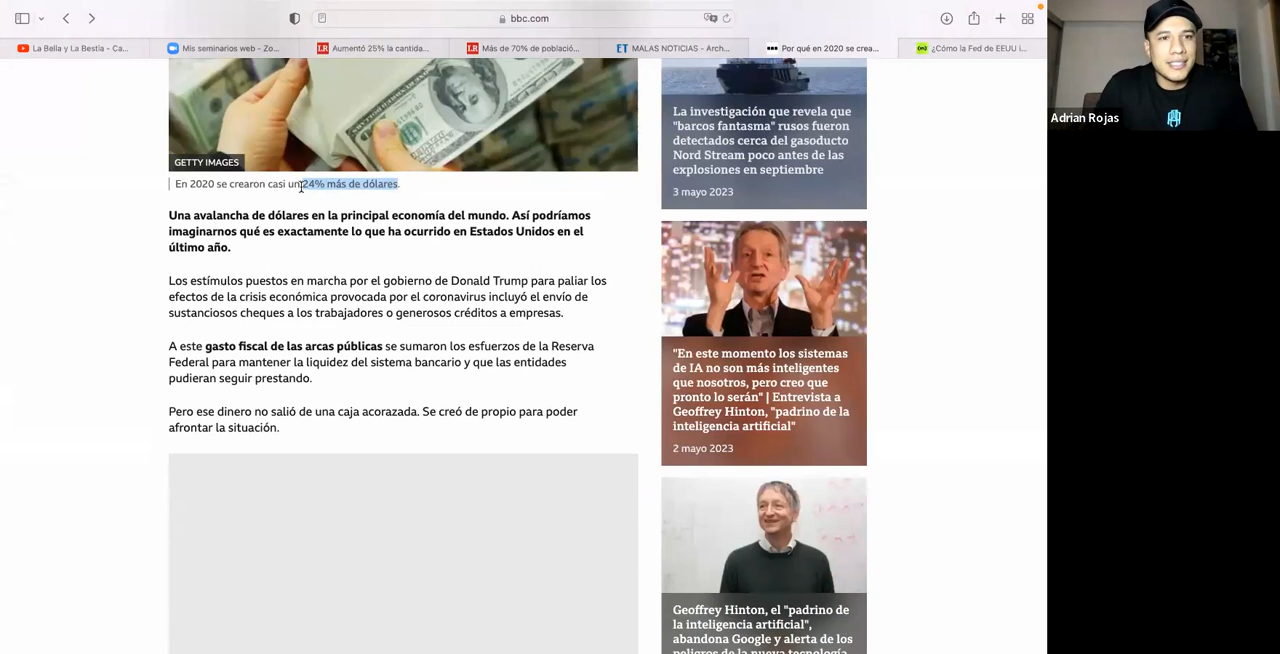 bbc.com
La Bella y La Bestia - Ca...
Mis seminarios web - Zo...
LR Aumentó 25% la cantida...
LR Más de 70% de població...
ET MALAS NOTICIAS - Arch...
Por qué en 2020 se crea...
¿Cómo la Fed de EEUU i...
Adrian Rojas
GETTY IMAGES
En 2020 se crearon casi un 24% más de dólares.
Una avalancha de dólares en la principal economía del mundo. Así podríamos
imaginarnos qué es exactamente lo que ha ocurrido en Estados Unidos en el
último año.
Los estímulos puestos en marcha por el gobierno de Donald Trump para paliar los
efectos de la crisis económica provocada por el coronavirus incluyó el envío de
sustanciosos cheques a los trabajadores o generosos créditos a empresas.
A este gasto fiscal de las arcas públicas se sumaron los esfuerzos de la Reserva
Federal para mantener la liquidez del sistema bancario y que las entidades
pudieran seguir prestando.
Pero ese dinero no salió de una caja acorazada. Se creó de propio para poder
afrontar la situación.
La investigación que revela que
"barcos fantasma" rusos fueron
detectados cerca del gasoducto
Nord Stream poco antes de las
explosiones en septiembre
3 mayo 2023
"En este momento los sistemas
de IA no son más inteligentes
que nosotros, pero creo que
pronto lo serán" | Entrevista a
Geoffrey Hinton, "padrino de la
inteligencia artificial"
2 mayo 2023
Geoffrey Hinton, el "padrino de
la inteligencia artificial",
abandona Google y alerta de los
peligros de la nueva tecnología